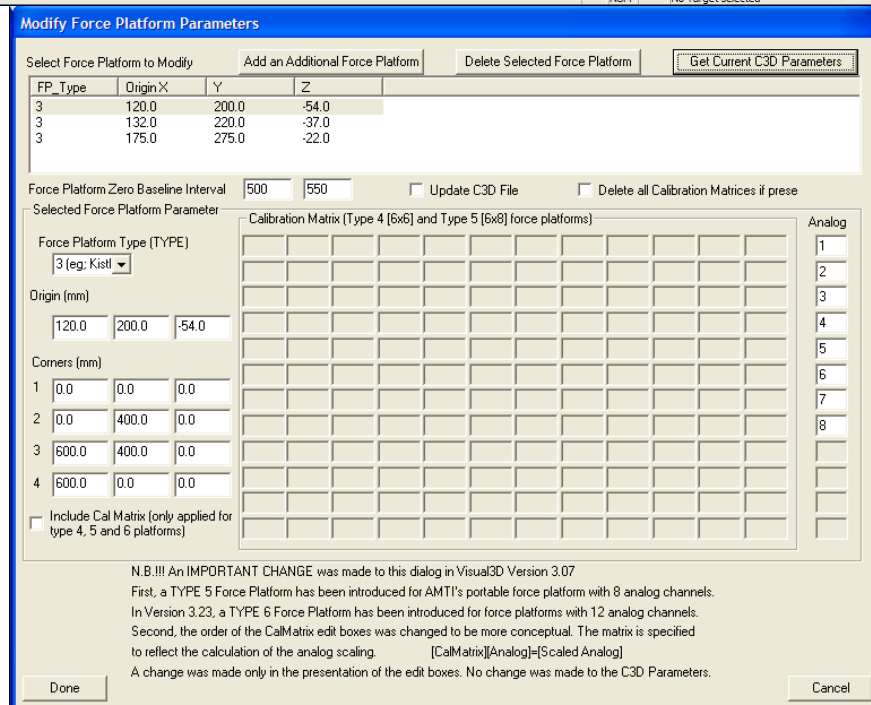 No Target selected
Modify Force Platform Parameters
Select Force Platform to Modify Add an Additional Force Platform Delete Selected Force Platform Get Current C3D Parameters
FP_Type Origin X Y Z
3 120.0 200.0 -54.0
3 132.0 220.0 -37.0
3 175.0 275.0 -22.0
Force Platform Zero Baseline Interval 500 550 Update C3D File Delete all Calibration Matrices if prese
Selected Force Platform Parameter
Calibration Matrix (Type 4 [6x6] and Type 5 [6x8] force platforms)
Analog
Force Platform Type (TYPE)
3 (eg; Kistl
Origin (mm)
120.0 200.0 -54.0
Corners (mm)
1 0.0 0.0 0.0
2 0.0 400.0 0.0
3 600.0 400.0 0.0
4 600.0 0.0 0.0
Include Cal Matrix (only applied for
type 4, 5 and 6 platforms)
1
2
3
4
5
6
7
8
N.B.!!! An IMPORTANT CHANGE was made to this dialog in Visual3D Version 3.07
First, a TYPE 5 Force Platform has been introduced for AMTI's portable force platform with 8 analog channels.
In Version 3.23, a TYPE 6 Force Platform has been introduced for force platforms with 12 analog channels.
Second, the order of the CalMatrix edit boxes was changed to be more conceptual. The matrix is specified
to reflect the calculation of the analog scaling. [CalMatrix][Analog]=[Scaled Analog]
A change was made only in the presentation of the edit boxes. No change was made to the C3D Parameters.
Done Cancel